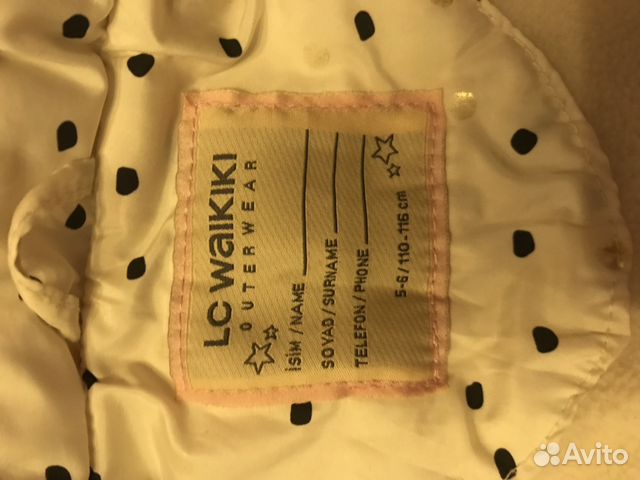 LC WAIKIKI
OUTERWEAR
İSİM / NAME
SOYAD / SURNAME
TELEFON / PHONE
5-6 / 110-116 cm
Avito